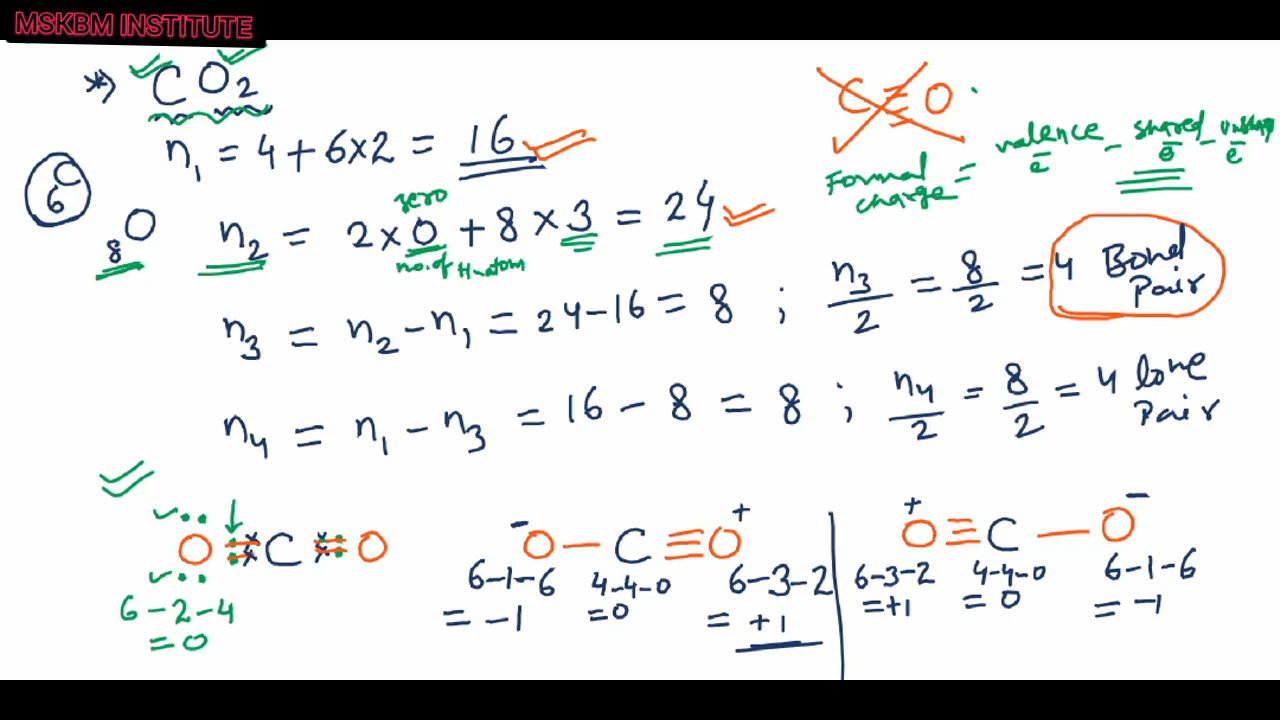 MSKBM INSTITUTE
*) CO₂
C ≡ O
n₁ = 4 + 6×2 = 16
Formal charge = valence e̅ - shared e̅ - unshap e̅
₆C
₈O
zero
n₂ = 2 × 0 + 8 × 3 = 24
no. of H-atom
n₃ = n₂ - n₁ = 24 - 16 = 8 ; n₃/2 = 8/2 = 4 Bond Pair
n₄ = n₁ - n₃ = 16 - 8 = 8 ; n₄/2 = 8/2 = 4 lone Pair
O = C = O
6 - 2 - 4
= 0
⁻O — C ≡ O⁺
6-1-6 4-4-0 6-3-2
= -1 = 0 = +1
⁺O ≡ C — O⁻
6-3-2 4-4-0 6-1-6
= +1 = 0 = -1